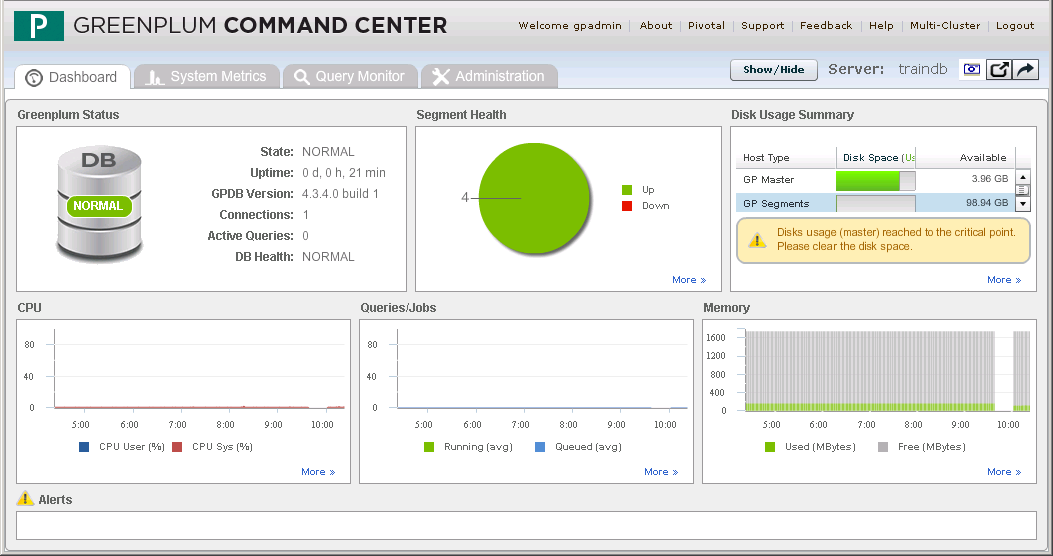 P GREENPLUM COMMAND CENTER
Welcome gpadmin About Pivotal Support Feedback Help Multi-Cluster Logout
Dashboard System Metrics Query Monitor Administration
Show/Hide Server: traindb
Greenplum Status
DB
NORMAL
State: NORMAL
Uptime: 0 d, 0 h, 21 min
GPDB Version: 4.3.4.0 build 1
Connections: 1
Active Queries: 0
DB Health: NORMAL
Segment Health
4
Up
Down
More »
Disk Usage Summary
Host Type Disk Space (Us Available
GP Master 3.96 GB
GP Segments 98.94 GB
Disks usage (master) reached to the critical point.
Please clear the disk space.
More »
CPU
80
40
0
5:00 6:00 7:00 8:00 9:00 10:00
CPU User (%) CPU Sys (%)
More »
Queries/Jobs
80
40
0
5:00 6:00 7:00 8:00 9:00 10:00
Running (avg) Queued (avg)
More »
Memory
1600
1200
800
400
0
5:00 6:00 7:00 8:00 9:00 10:00
Used (MBytes) Free (MBytes)
More »
Alerts